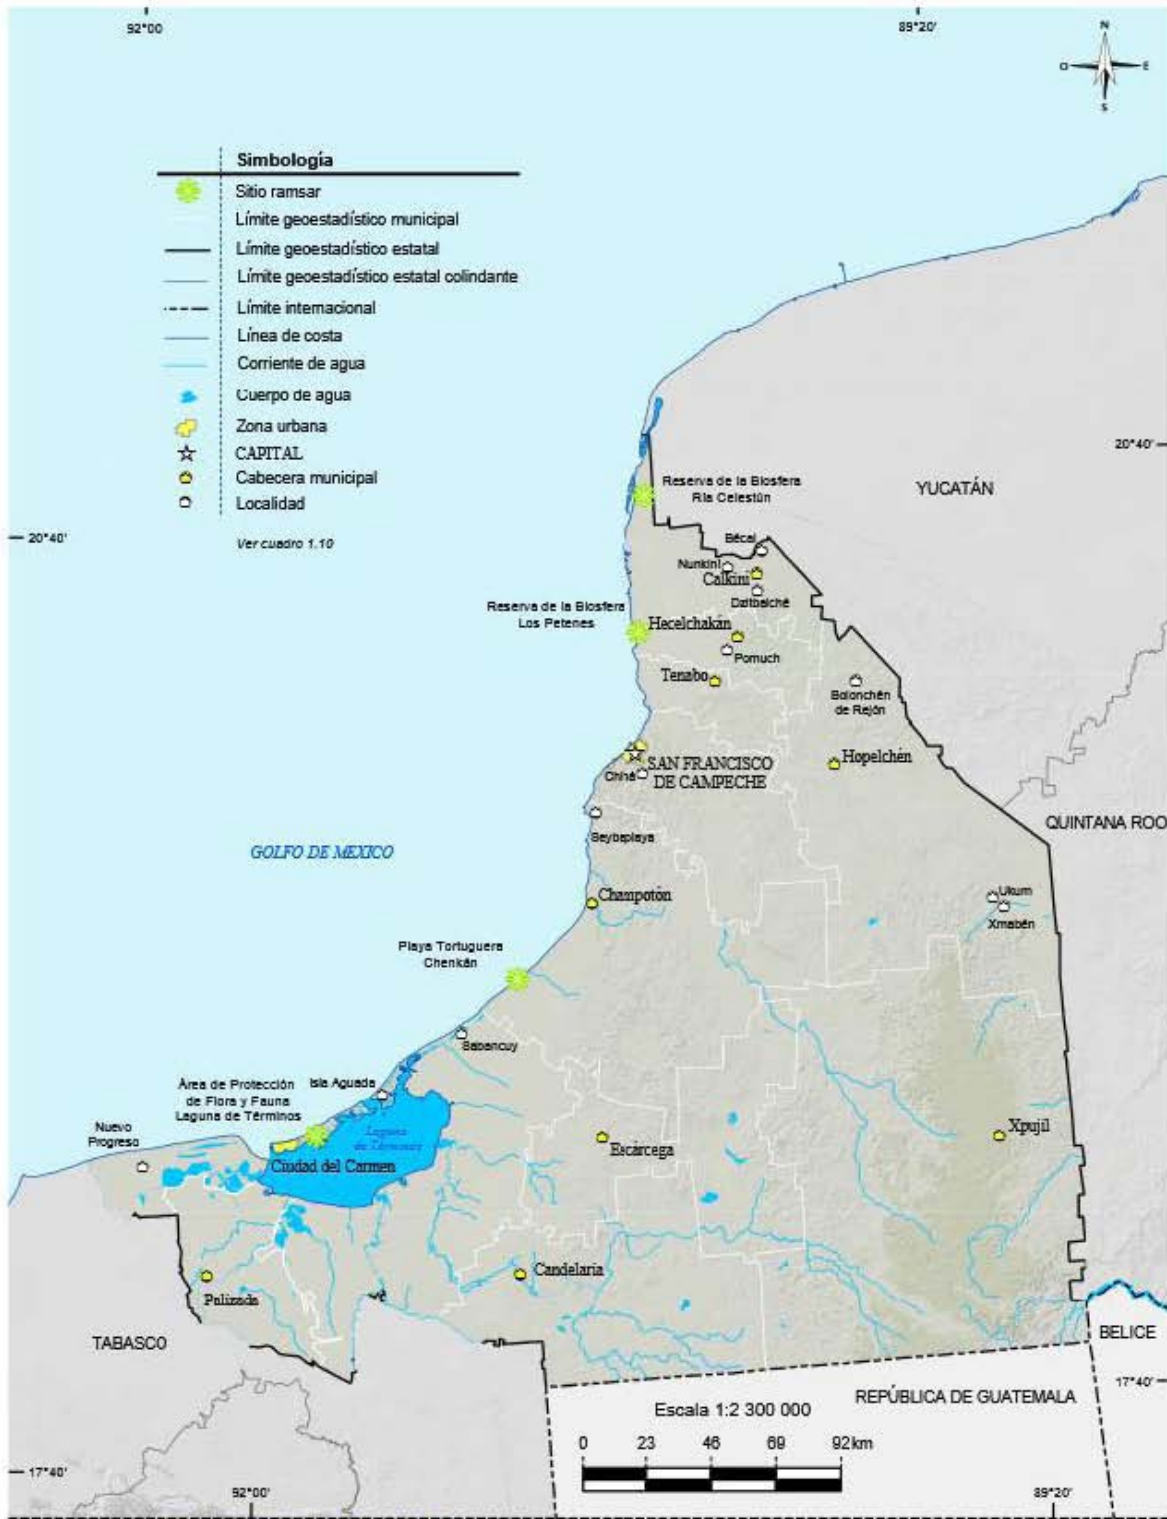 92°00'
89°20'
N
O
E
S
Simbología
Sitio ramsar
Límite geoestadístico municipal
Límite geoestadístico estatal
Límite geoestadístico estatal colindante
Límite internacional
Línea de costa
Corriente de agua
Cuerpo de agua
Zona urbana
CAPITAL
Cabecera municipal
Localidad
Ver cuadro 1.10
20°40'
20°40'
Reserva de la Biosfera
Ría Celestún
YUCATÁN
Bécal
Nunkiní
Calkiní
Dzitbalché
Reserva de la Biosfera
Los Petenes
Hecelchakán
Pomuch
Tenabo
Bolonchén
de Rejón
Hopelchén
SAN FRANCISCO
DE CAMPECHE
Chiná
Seybaplaya
QUINTANA ROO
GOLFO DE MEXICO
Champotón
Ukum
Xmabén
Playa Tortuguera
Chenkán
Sabancuy
Área de Protección
de Flora y Fauna
Laguna de Términos
Isla Aguada
Nuevo
Progreso
Laguna
de Términos
Ciudad del Carmen
Escárcega
Xpujil
Candelaria
Palizada
TABASCO
BELICE
REPÚBLICA DE GUATEMALA
17°40'
Escala 1:2 300 000
0 23 46 69 92km
17°40'
92°00'
89°20'